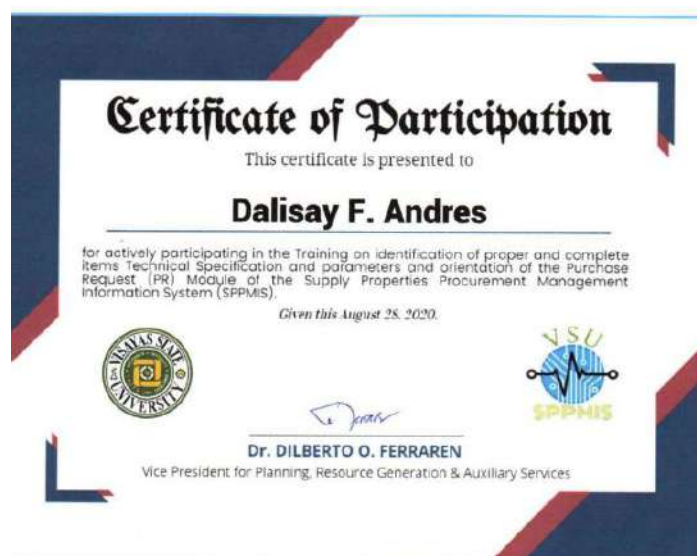 Certificate of Participation
This certificate is presented to
Dalisay F. Andres
for actively participating in the Training on identification of proper and complete
items Technical Specification and parameters and orientation of the Purchase
Request (PR) Module of the Supply Properties Procurement Management
Information System (SPPMIS).
Given this August 28, 2020.
VISAYAS STATE
UNIVERSITY
VSU
SPPMIS
Dr. DILBERTO O. FERRAREN
Vice President for Planning, Resource Generation & Auxiliary Services